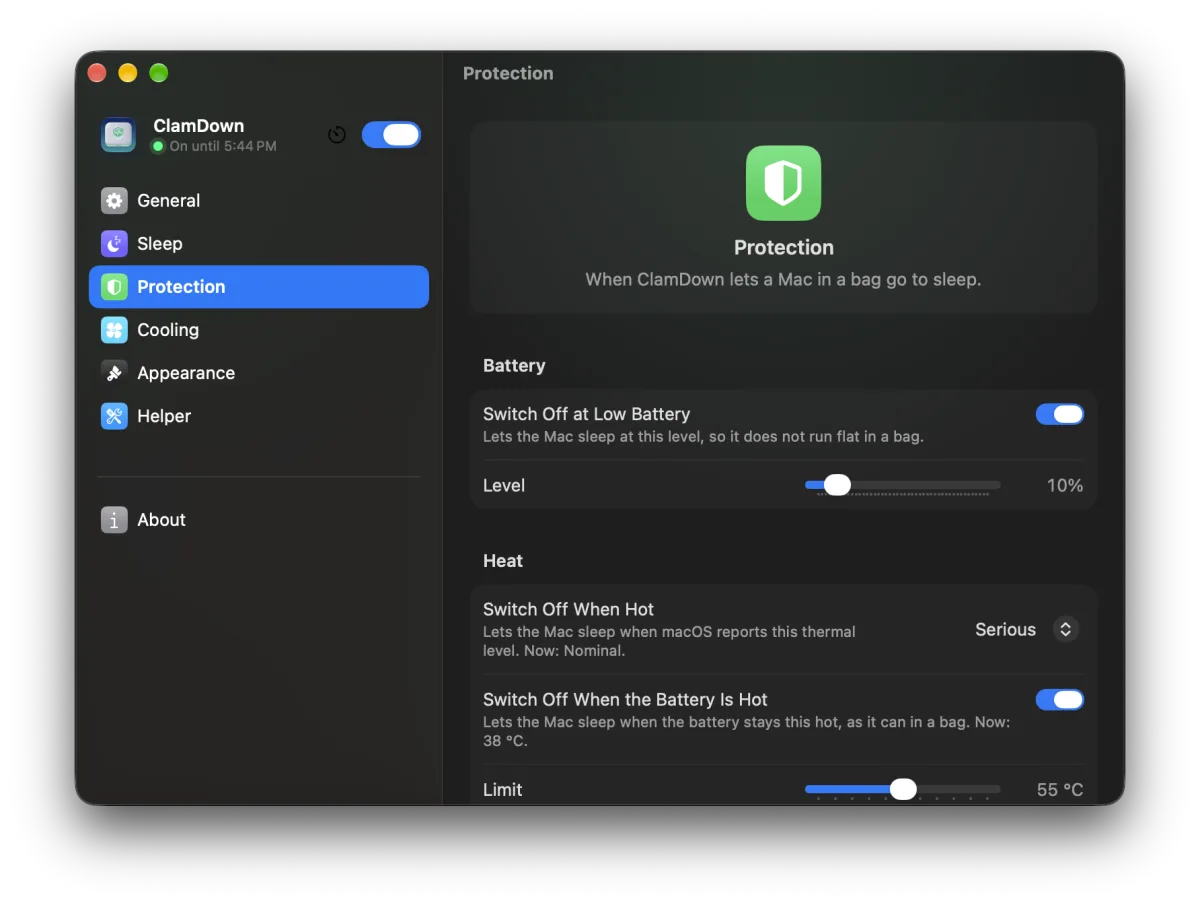 Protection
ClamDown
On until 5:44 PM
General
Sleep
Protection
Cooling
Appearance
Helper
About
Protection
When ClamDown lets a Mac in a bag go to sleep.
Battery
Switch Off at Low Battery
Lets the Mac sleep at this level, so it does not run flat in a bag.
Level
10%
Heat
Switch Off When Hot
Lets the Mac sleep when macOS reports this thermal
level. Now: Nominal.
Serious
Switch Off When the Battery Is Hot
Lets the Mac sleep when the battery stays this hot, as it can in a bag. Now:
38 °C.
Limit
55 °C